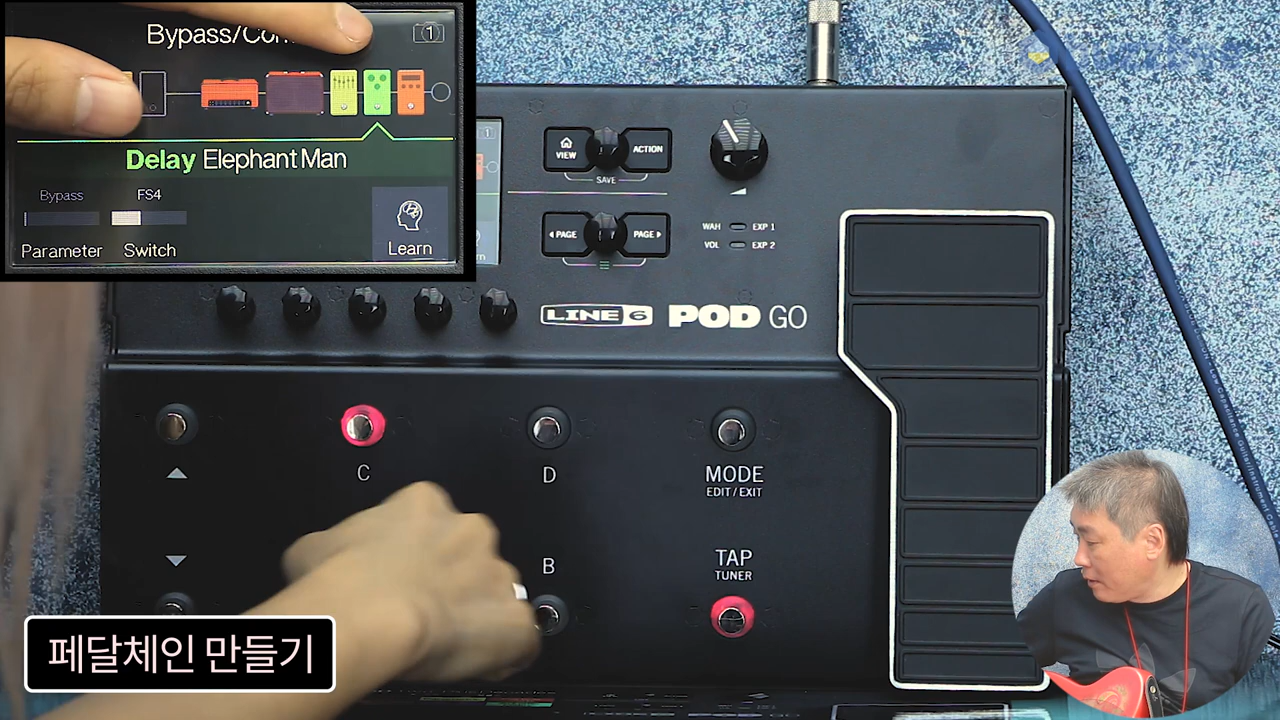 Bypass/Con
1
Delay Elephant Man
Bypass
FS4
Parameter
Switch
Learn
VIEW
ACTION
SAVE
PAGE
PAGE
WAH
EXP 1
VOL
EXP 2
LINE 6
POD GO
C
D
MODE
EDIT/EXIT
B
TAP
TUNER
페달체인 만들기